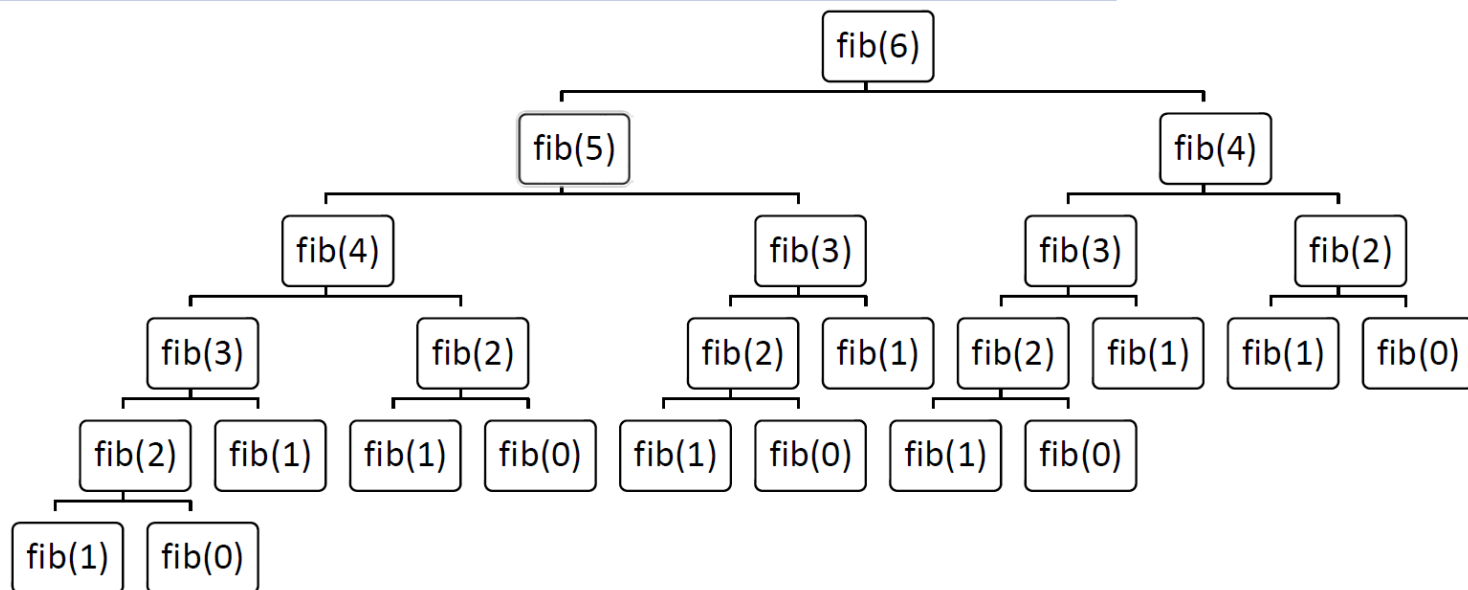 fib(6)
fib(5) fib(4)
fib(4) fib(3) fib(3) fib(2)
fib(3) fib(2) fib(2) fib(1) fib(2) fib(1) fib(1) fib(0)
fib(2) fib(1) fib(1) fib(0) fib(1) fib(0) fib(1) fib(0)
fib(1) fib(0)